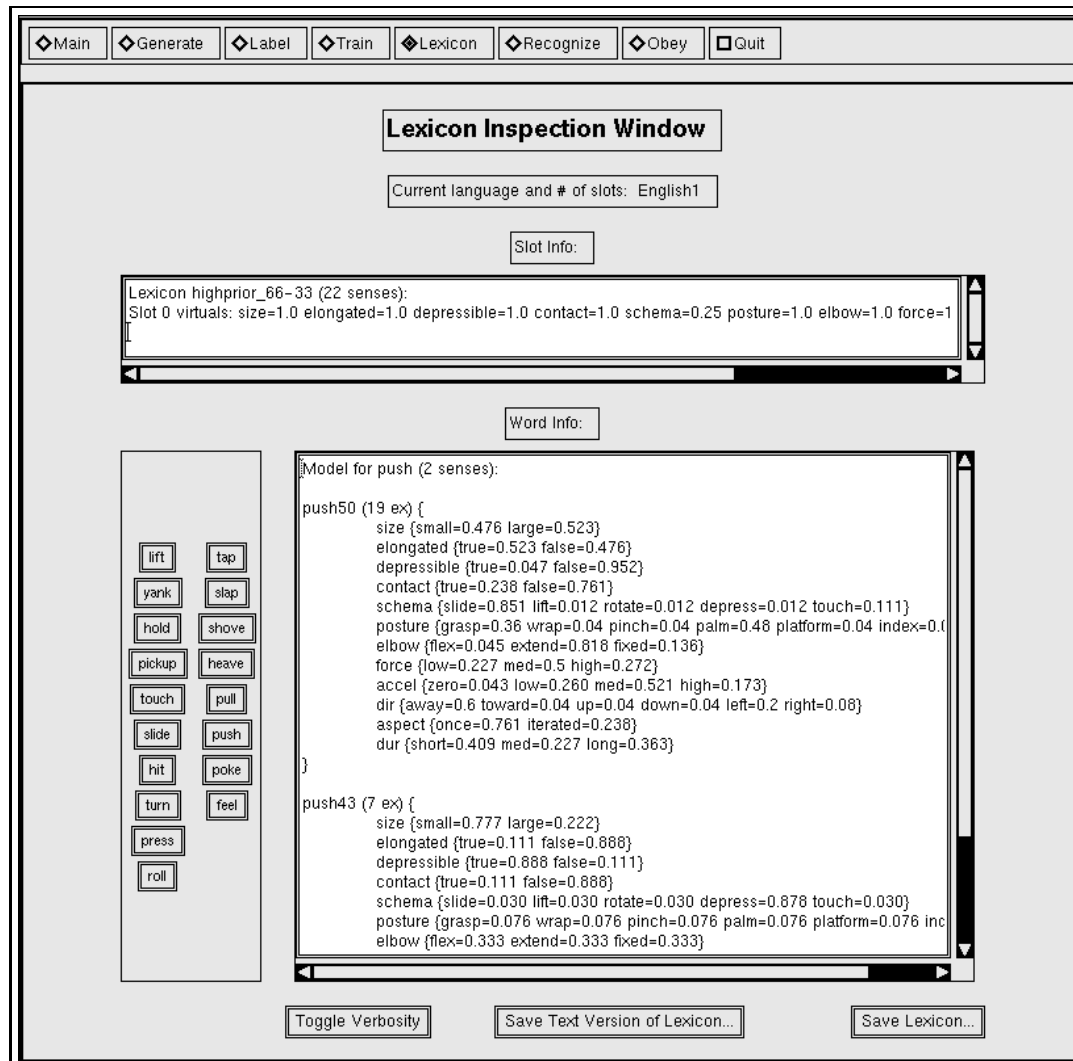 Main Generate Label Train Lexicon Recognize Obey Quit
Lexicon Inspection Window
Current language and # of slots: English1
Slot Info:
Lexicon highprior_66-33 (22 senses):
Slot 0 virtuals: size=1.0 elongated=1.0 depressible=1.0 contact=1.0 schema=0.25 posture=1.0 elbow=1.0 force=1
Word Info:
lift tap
yank slap
hold shove
pickup heave
touch pull
slide push
hit poke
turn feel
press
roll
Model for push (2 senses):
push50 (19 ex) {
size {small=0.476 large=0.523}
elongated {true=0.523 false=0.476}
depressible {true=0.047 false=0.952}
contact {true=0.238 false=0.761}
schema {slide=0.851 lift=0.012 rotate=0.012 depress=0.012 touch=0.111}
posture {grasp=0.36 wrap=0.04 pinch=0.04 palm=0.48 platform=0.04 index=0.0
elbow {flex=0.045 extend=0.818 fixed=0.136}
force {low=0.227 med=0.5 high=0.272}
accel {zero=0.043 low=0.260 med=0.521 high=0.173}
dir {away=0.6 toward=0.04 up=0.04 down=0.04 left=0.2 right=0.08}
aspect {once=0.761 iterated=0.238}
dur {short=0.409 med=0.227 long=0.363}
}
push43 (7 ex) {
size {small=0.777 large=0.222}
elongated {true=0.111 false=0.888}
depressible {true=0.888 false=0.111}
contact {true=0.111 false=0.888}
schema {slide=0.030 lift=0.030 rotate=0.030 depress=0.878 touch=0.030}
posture {grasp=0.076 wrap=0.076 pinch=0.076 palm=0.076 platform=0.076 inc
elbow {flex=0.333 extend=0.333 fixed=0.333}
Toggle Verbosity Save Text Version of Lexicon... Save Lexicon...